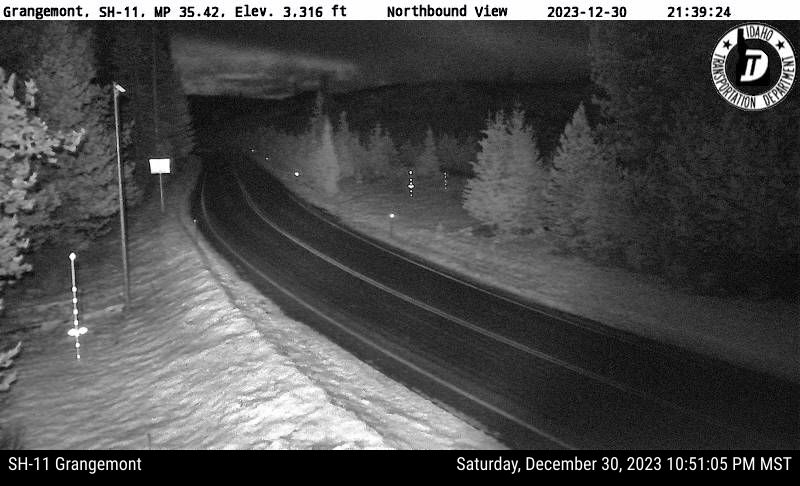 Grangemont, SH-11, MP 35.42, Elev. 3,316 ft Northbound View 2023-12-30 21:39:24
IDAHO
TRANSPORTATION DEPARTMENT
SH-11 Grangemont Saturday, December 30, 2023 10:51:05 PM MST